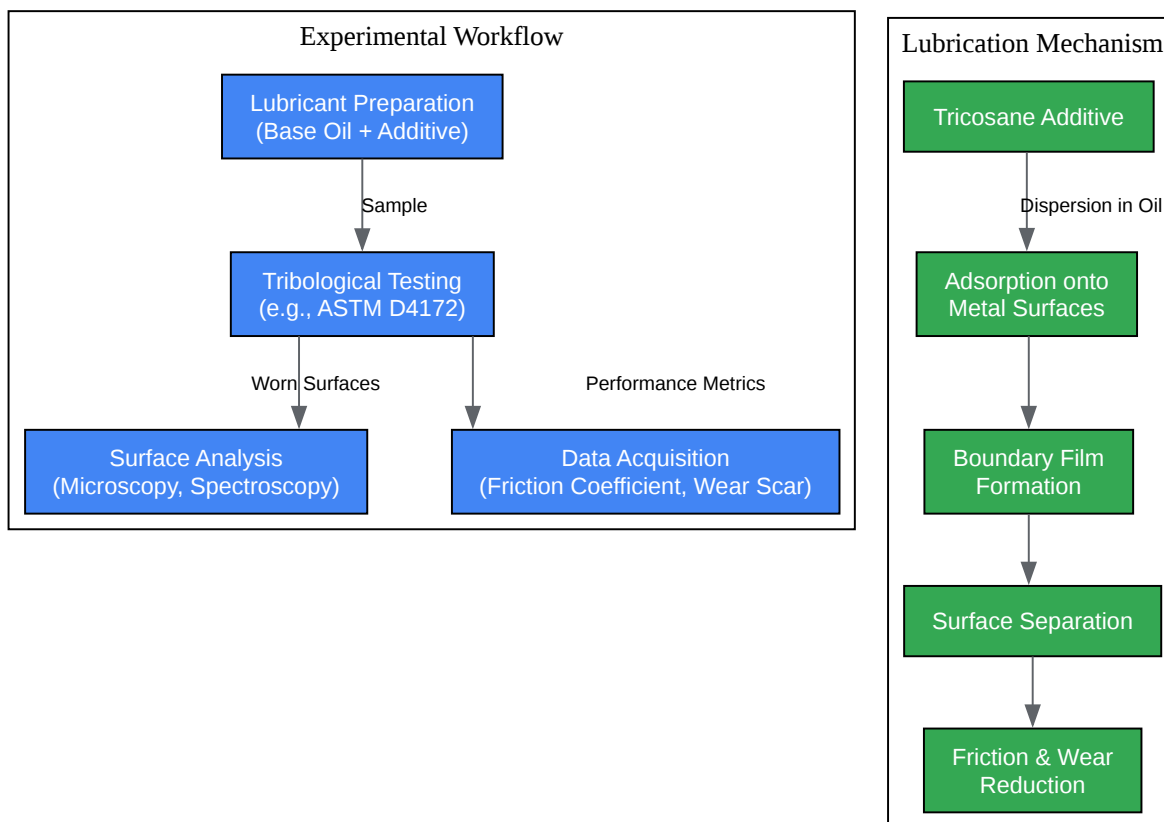 Experimental Workflow
Lubricant Preparation
(Base Oil + Additive)
Sample
Tribological Testing
(e.g., ASTM D4172)
Worn Surfaces
Performance Metrics
Surface Analysis
(Microscopy, Spectroscopy)
Data Acquisition
(Friction Coefficient, Wear Scar)
Lubrication Mechanism
Tricosane Additive
Dispersion in Oil
Adsorption onto
Metal Surfaces
Boundary Film
Formation
Surface Separation
Friction & Wear
Reduction